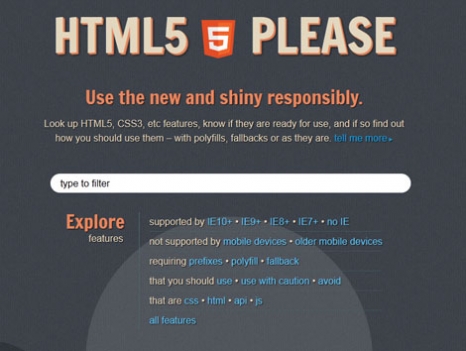 HTML5 5 PLEASE
Use the new and shiny responsibly.
Look up HTML5, CSS3, etc features, know if they are ready for use, and if so find out
how you should use them – with polyfills, fallbacks or as they are. tell me more▸
type to filter
Explore
features
supported by IE10+ • IE9+ • IE8+ • IE7+ • no IE
not supported by mobile devices • older mobile devices
requiring prefixes • polyfill • fallback
that you should use • use with caution • avoid
that are css • html • api • js
all features